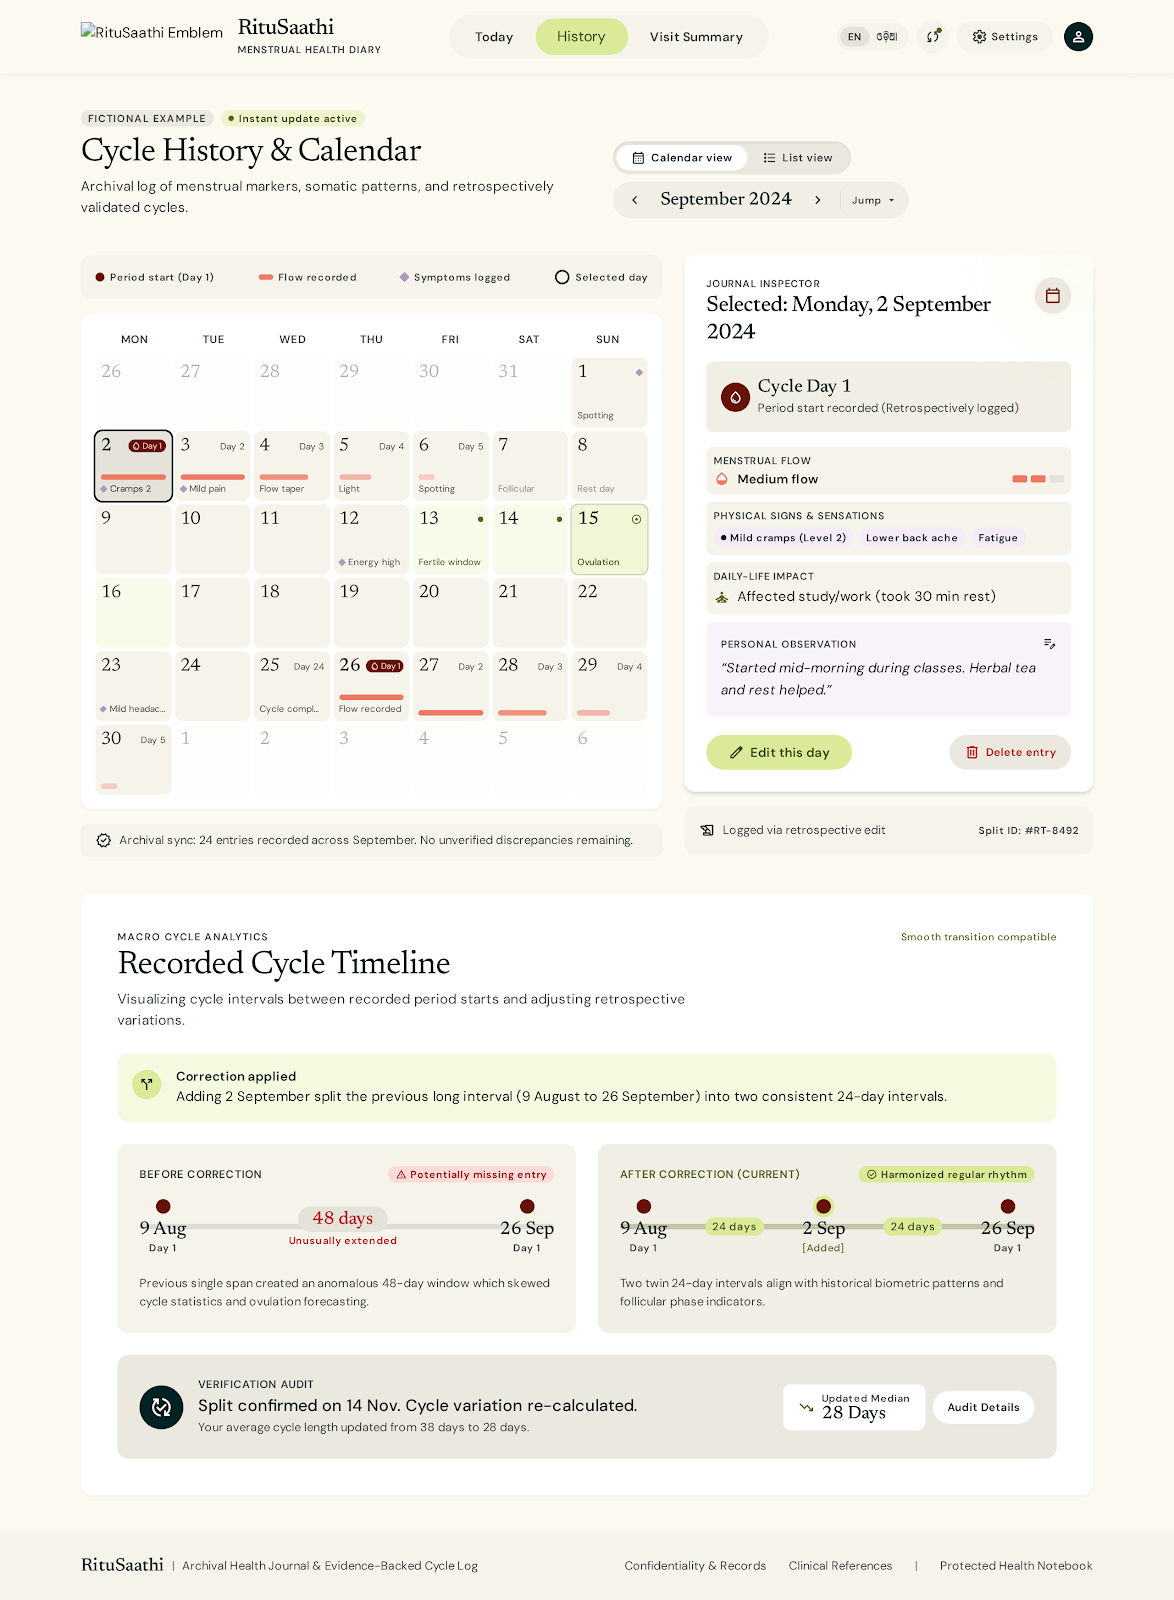 RituSaathi Emblem
RituSaathi
MENSTRUAL HEALTH DIARY
Today
History
Visit Summary
EN
ଓଡ଼ିଆ
Settings
FICTIONAL EXAMPLE
Instant update active
Cycle History & Calendar
Archival log of menstrual markers, somatic patterns, and retrospectively
validated cycles.
Calendar view
List view
September 2024
Jump
Period start (Day 1)
Flow recorded
Symptoms logged
Selected day
MON TUE WED THU FRI SAT SUN
26 27 28 29 30 31 1
Spotting
2 Day 1 3 Day 2 4 Day 3 5 Day 4 6 Day 5 7 8
Cramps 2 Mild pain Flow taper Light Spotting Follicular Rest day
9 10 11 12 13 14 15
Energy high Fertile window Ovulation
16 17 18 19 20 21 22
23 24 25 Day 24 26 Day 1 27 Day 2 28 Day 3 29 Day 4
Mild headac... Cycle compl... Flow recorded
30 Day 5 1 2 3 4 5 6
Archival sync: 24 entries recorded across September. No unverified discrepancies remaining.
JOURNAL INSPECTOR
Selected: Monday, 2 September
2024
Cycle Day 1
Period start recorded (Retrospectively logged)
MENSTRUAL FLOW
Medium flow
PHYSICAL SIGNS & SENSATIONS
Mild cramps (Level 2)
Lower back ache
Fatigue
DAILY-LIFE IMPACT
Affected study/work (took 30 min rest)
PERSONAL OBSERVATION
“Started mid-morning during classes. Herbal tea
and rest helped.”
Edit this day
Delete entry
Logged via retrospective edit
Split ID: #RT-8492
MACRO CYCLE ANALYTICS
Smooth transition compatible
Recorded Cycle Timeline
Visualizing cycle intervals between recorded period starts and adjusting retrospective
variations.
Correction applied
Adding 2 September split the previous long interval (9 August to 26 September) into two consistent 24-day intervals.
BEFORE CORRECTION
Potentially missing entry
9 Aug
Day 1
48 days
Unusually extended
26 Sep
Day 1
Previous single span created an anomalous 48-day window which skewed
cycle statistics and ovulation forecasting.
AFTER CORRECTION (CURRENT)
Harmonized regular rhythm
9 Aug
Day 1
24 days
2 Sep
[Added]
24 days
26 Sep
Day 1
Two twin 24-day intervals align with historical biometric patterns and
follicular phase indicators.
VERIFICATION AUDIT
Split confirmed on 14 Nov. Cycle variation re-calculated.
Your average cycle length updated from 38 days to 28 days.
Updated Median
28 Days
Audit Details
RituSaathi | Archival Health Journal & Evidence-Backed Cycle Log
Confidentiality & Records
Clinical References
|
Protected Health Notebook